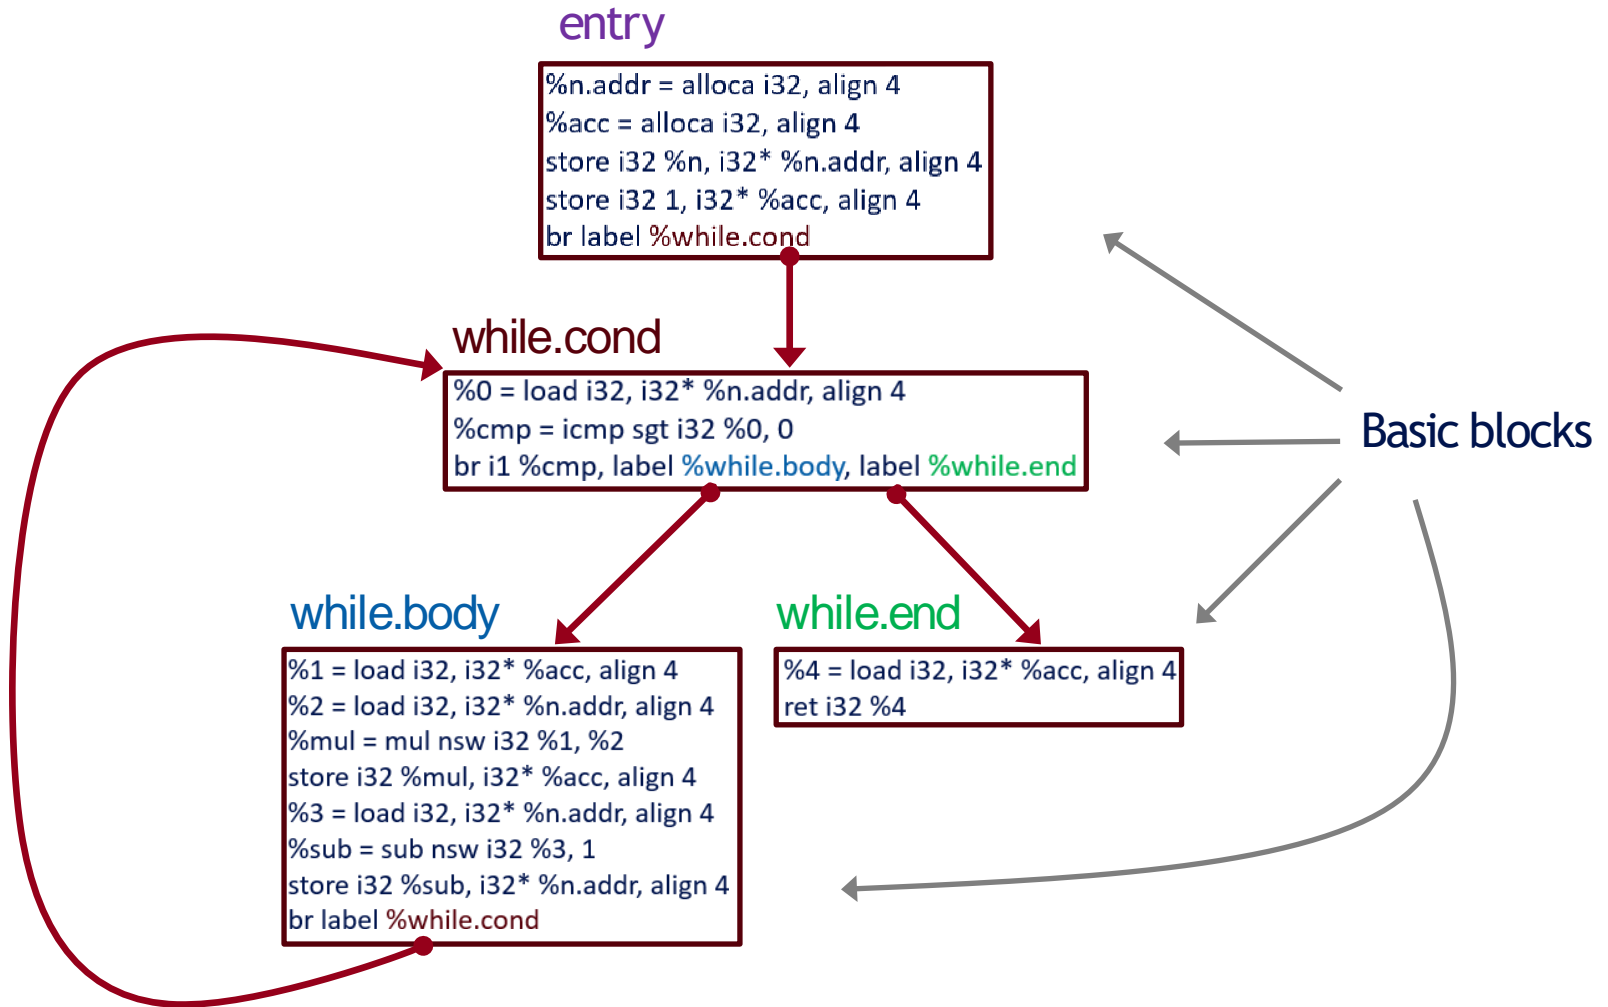 entry
%n.addr = alloca i32, align 4
%acc = alloca i32, align 4
store i32 %n, i32* %n.addr, align 4
store i32 1, i32* %acc, align 4
br label %while.cond
while.cond
%0 = load i32, i32* %n.addr, align 4
%cmp = icmp sgt i32 %0, 0
br i1 %cmp, label %while.body, label %while.end
Basic blocks
while.body
%1 = load i32, i32* %acc, align 4
%2 = load i32, i32* %n.addr, align 4
%mul = mul nsw i32 %1, %2
store i32 %mul, i32* %acc, align 4
%3 = load i32, i32* %n.addr, align 4
%sub = sub nsw i32 %3, 1
store i32 %sub, i32* %n.addr, align 4
br label %while.cond
while.end
%4 = load i32, i32* %acc, align 4
ret i32 %4